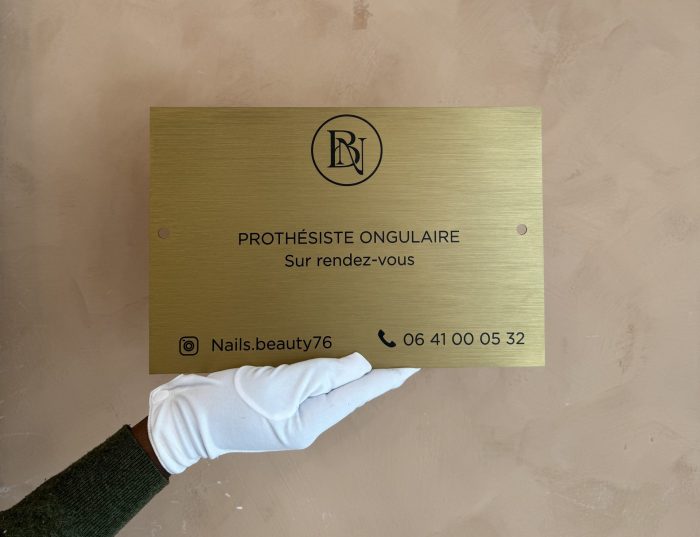 BN
PROTHÉSISTE ONGULAIRE
Sur rendez-vous
Nails.beauty76
06 41 00 05 32